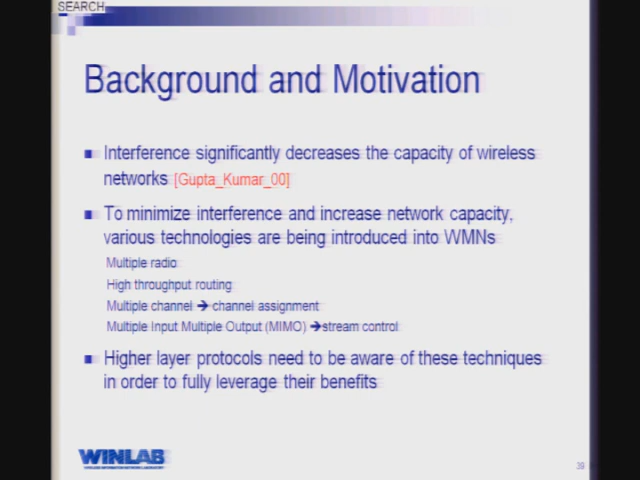 SEARCH
Background and Motivation
Interference significantly decreases the capacity of wireless
networks [Gupta_Kumar_00]
To minimize interference and increase network capacity,
various technologies are being introduced into WMNs
Multiple radio
High throughput routing
Multiple channel ➔ channel assignment
Multiple Input Multiple Output (MIMO) ➔stream control
Higher layer protocols need to be aware of these techniques
in order to fully leverage their benefits
WINLAB